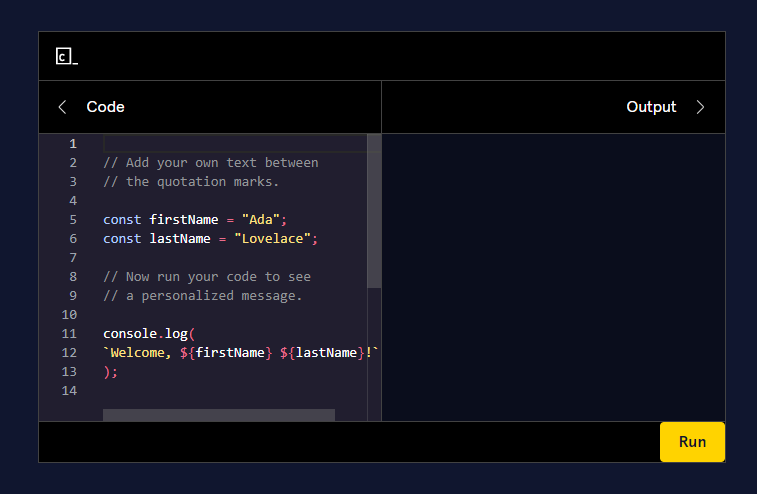 C_
Code
Output
1
2 // Add your own text between
3 // the quotation marks.
4
5 const firstName = "Ada";
6 const lastName = "Lovelace";
7
8 // Now run your code to see
9 // a personalized message.
10
11 console.log(
12 `Welcome, ${firstName} ${lastName}!`
13 );
14
Run